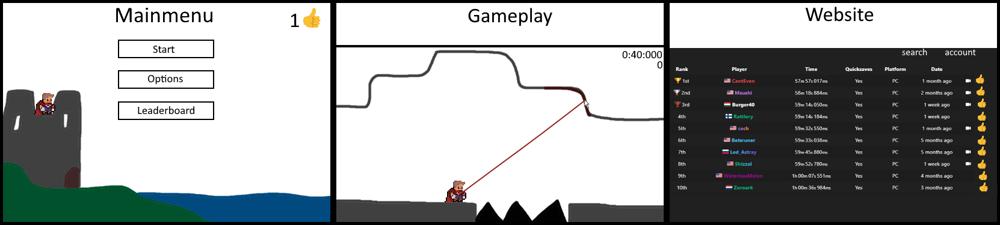 Mainmenu
1
Start
Options
Leaderboard
Gameplay
0:40:000
0
Website
search account
Rank Player Time Quicksaves Platform Date
1st CantEven 57m 57s 017ms Yes PC 1 month ago
2nd Msushi 58m 18s 884ms Yes PC 2 months ago
3rd Burger40 59m 14s 050ms Yes PC 1 week ago
4th Rattlery 59m 14s 184ms Yes PC 1 week ago
5th zach 59m 32s 550ms Yes PC 1 month ago
6th Betsruner 59m 33s 038ms Yes PC 5 months ago
7th Led_Astray 59m 45s 880ms Yes PC 5 months ago
8th Shizzal 59m 52s 780ms Yes PC 1 week ago
9th WaterlessMelon 1h 00m 07s 551ms Yes PC 4 months ago
10th Zoroark 1h 00m 36s 984ms Yes PC 3 months ago